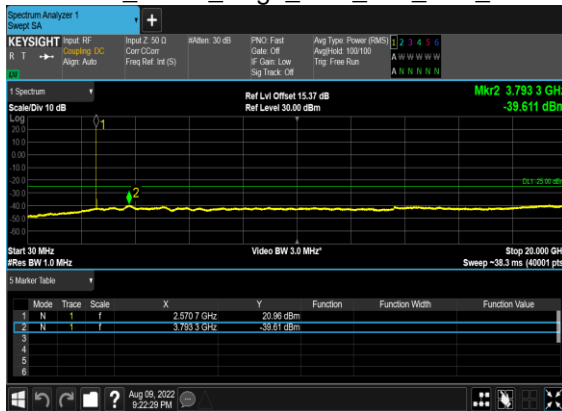 Spectrum Analyzer 1
Swept SA
+
KEYSIGHT Input: RF Input Z: 50 Ω #Atten: 30 dB PNO: Fast Avg Type: Power (RMS) 1 2 3 4 5 6
R T Coupling: DC Corr CCorr Gate: Off Avg|Hold: 100/100 A W W W W W
Align: Auto Freq Ref: Int (S) IF Gain: Low Trig: Free Run
Sig Track: Off A N N N N N
1 Spectrum Ref Lvl Offset 15.37 dB Mkr2 3.793 3 GHz
Scale/Div 10 dB Ref Level 30.00 dBm -39.611 dBm
Log
20.0
10.0
0.00
-10.0
-20.0
-30.0
-40.0
-50.0
-60.0
1
2
DL1 -25.00 dBm
Start 30 MHz Video BW 3.0 MHz* Stop 20.000 GHz
#Res BW 1.0 MHz Sweep ~38.3 ms (40001 pts)
5 Marker Table
Mode Trace Scale X Y Function Function Width Function Value
1 N 1 f 2.570 7 GHz 20.96 dBm
2 N 1 f 3.793 3 GHz -39.61 dBm
3
4
5
6
? Aug 09, 2022
9:22:29 PM